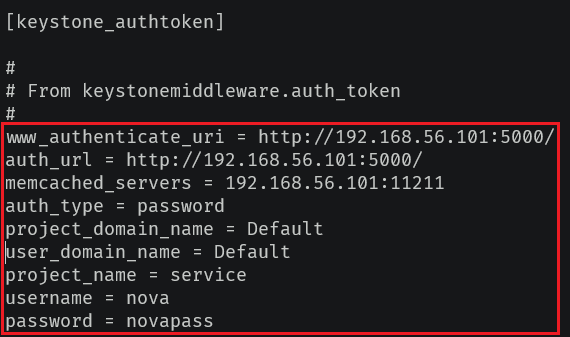 [keystone_authtoken]
#
# From keystonemiddleware.auth_token
#
www_authenticate_uri = http://192.168.56.101:5000/
auth_url = http://192.168.56.101:5000/
memcached_servers = 192.168.56.101:11211
auth_type = password
project_domain_name = Default
user_domain_name = Default
project_name = service
username = nova
password = novapass